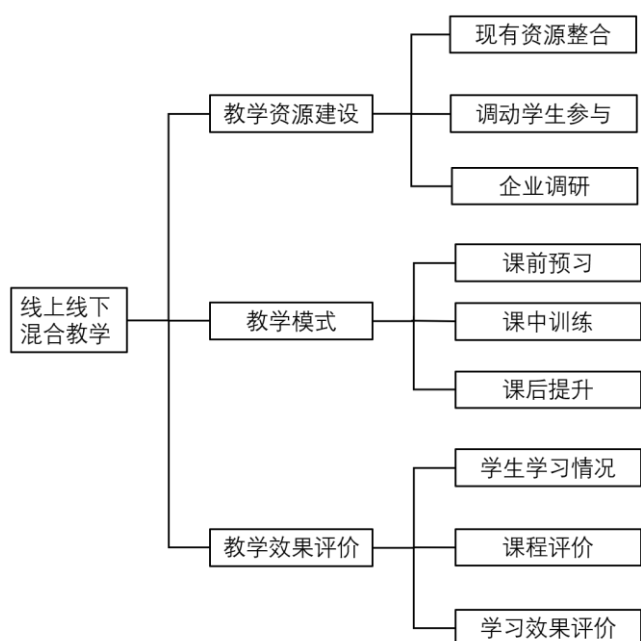 线上线下
混合教学
教学资源建设
现有资源整合
调动学生参与
企业调研
教学模式
课前预习
课中训练
课后提升
教学效果评价
学生学习情况
课程评价
学习效果评价